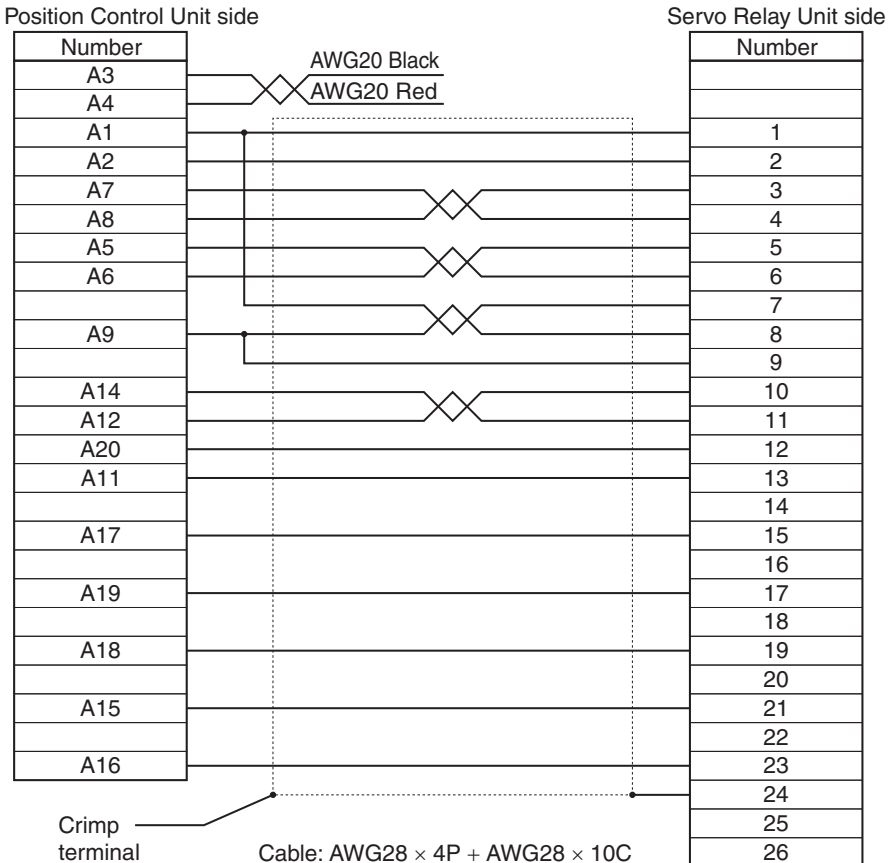 Position Control Unit side
Servo Relay Unit side
Number
Number
A3
AWG20 Black
A4
AWG20 Red
A1
1
A2
2
A7
3
A8
4
A5
5
A6
6
7
A9
8
9
A14
10
A12
11
A20
12
A11
13
14
A17
15
16
A19
17
18
A18
19
20
A15
21
22
A16
23
24
25
26
Crimp
terminal
Cable: AWG28 × 4P + AWG28 × 10C